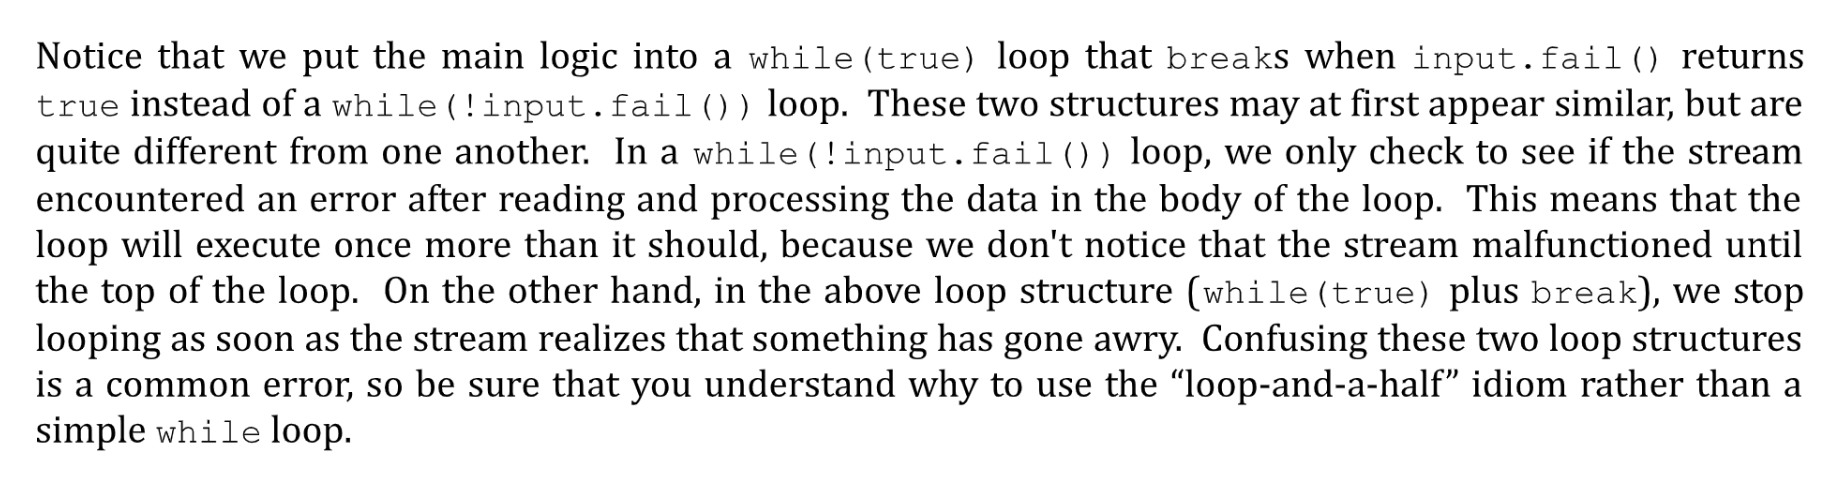 Notice that we put the main logic into a while(true) loop that breaks when input.fail() returns
true instead of a while(!input.fail()) loop. These two structures may at first appear similar, but are
quite different from one another. In a while(!input.fail()) loop, we only check to see if the stream
encountered an error after reading and processing the data in the body of the loop. This means that the
loop will execute once more than it should, because we don't notice that the stream malfunctioned until
the top of the loop. On the other hand, in the above loop structure (while(true) plus break), we stop
looping as soon as the stream realizes that something has gone awry. Confusing these two loop structures
is a common error, so be sure that you understand why to use the “loop-and-a-half” idiom rather than a
simple while loop.